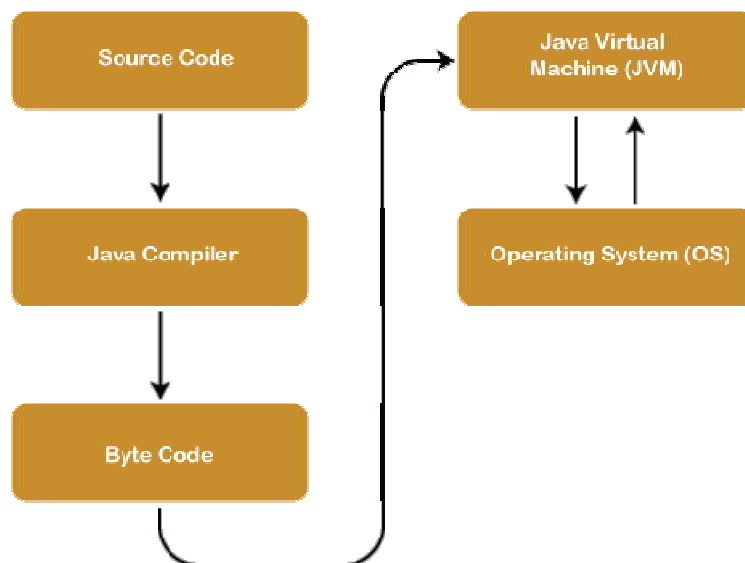 Source Code
Java Compiler
Byte Code
Java Virtual
Machine (JVM)
Operating System (OS)